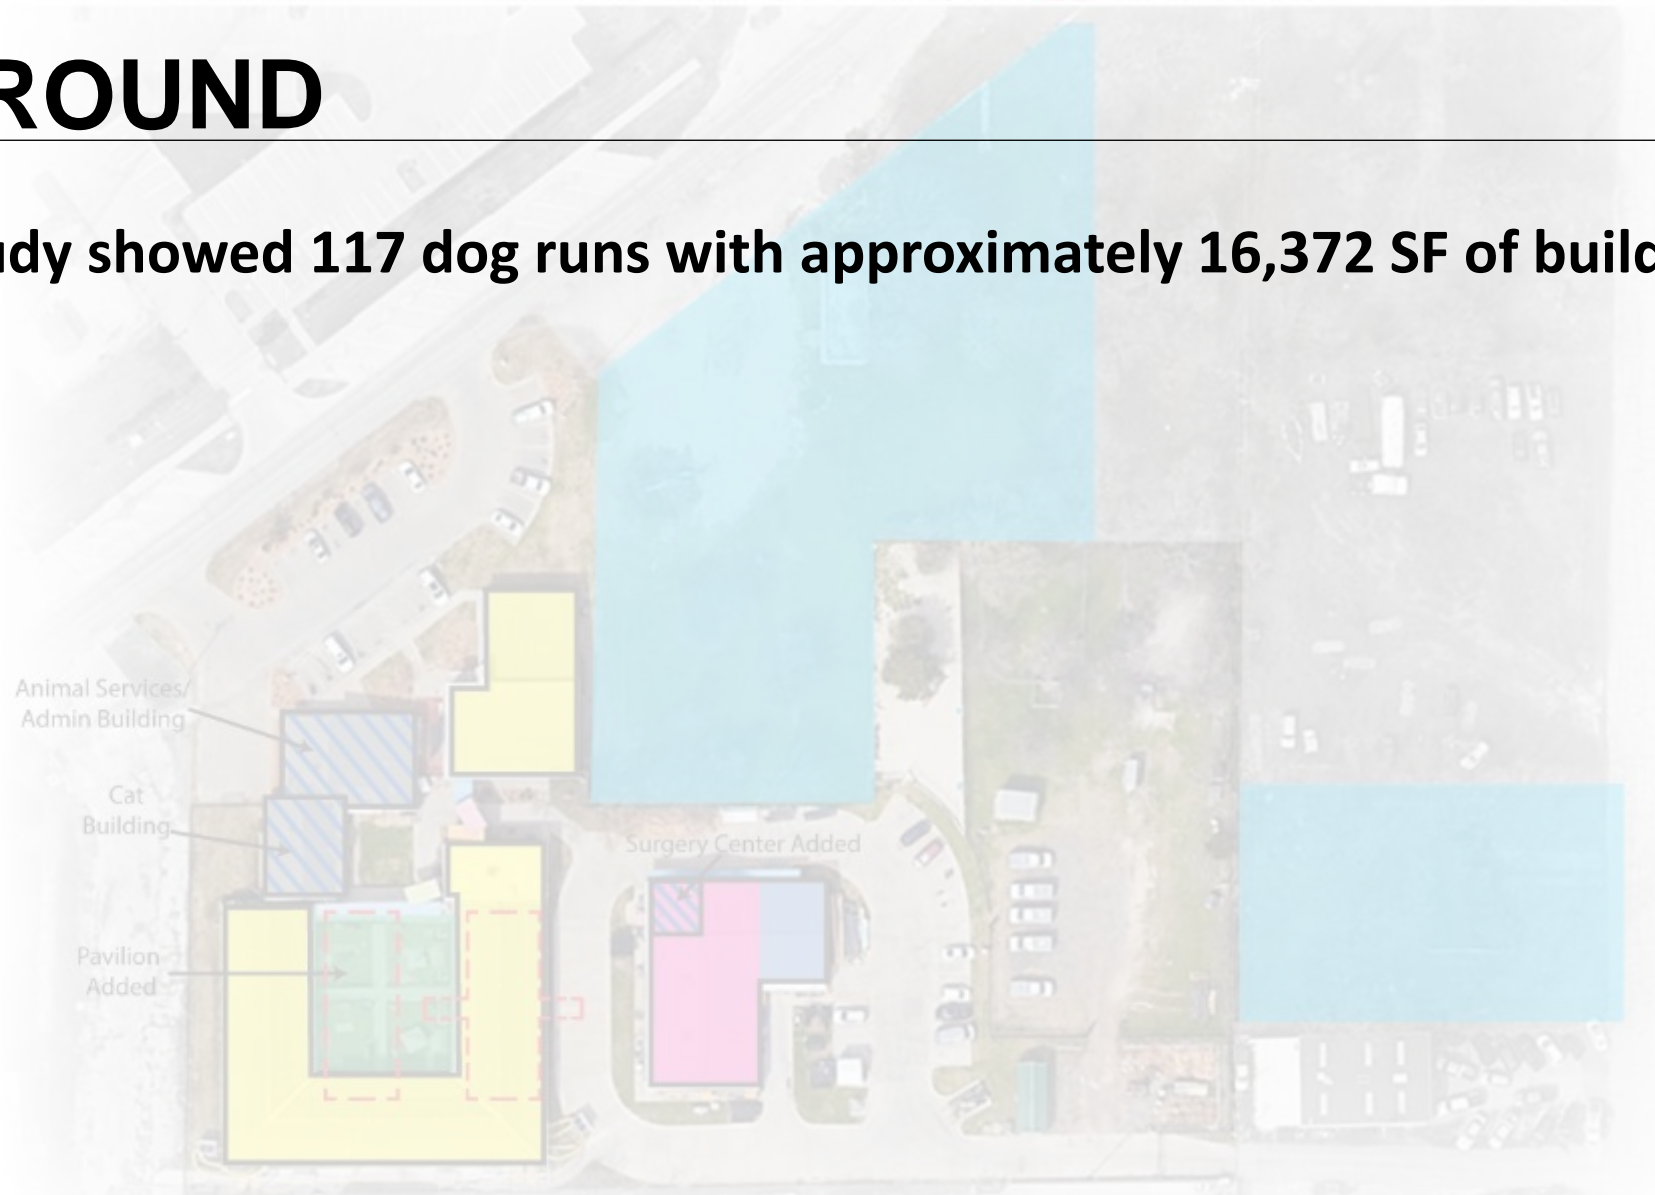 ROUND
udy showed 117 dog runs with approximately 16,372 SF of build
Animal Services/
Admin Building
Cat
Building
Surgery Center Added
Pavilion
Added